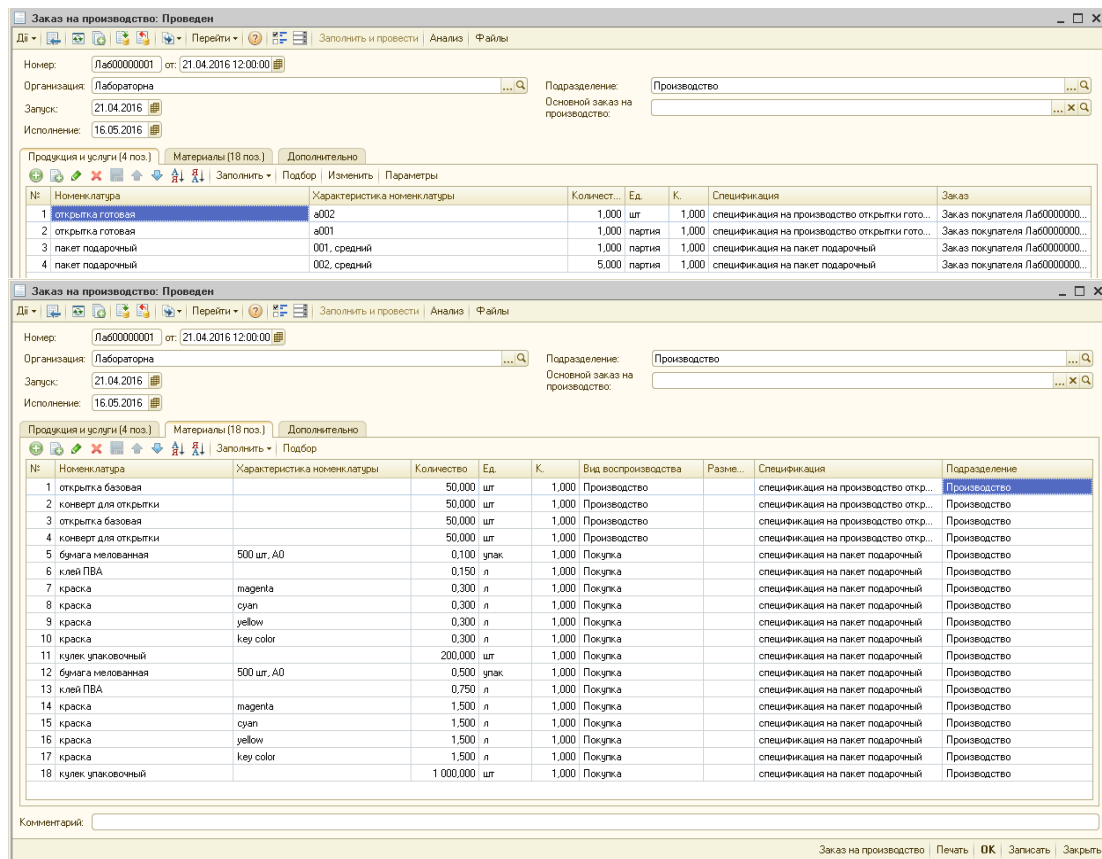 Заказ на производство: Проведен
Дії Перейти Заполнить и провести Анализ Файлы
Номер: Лаб00000001 от: 21.04.2016 12:00:00
Организация: Лабораторна ... Подразделение: Производство ...
Запуск: 21.04.2016 Основной заказ на производство: ...
Исполнение: 16.05.2016
Продукция и услуги (4 поз.) Материалы (18 поз.) Дополнительно
Заполнить Подбор Изменить Параметры
№ Номенклатура Характеристика номенклатуры Количест... Ед. К. Спецификация Заказ
1 открытка готовая а002 1,000 шт 1,000 спецификация на производство открытки гото... Заказ покупателя Лаб0000000...
2 открытка готовая а001 1,000 партия 1,000 спецификация на производство открытки гото... Заказ покупателя Лаб0000000...
3 пакет подарочный 001, средний 1,000 партия 1,000 спецификация на пакет подарочный Заказ покупателя Лаб0000000...
4 пакет подарочный 002, средний 5,000 партия 1,000 спецификация на пакет подарочный Заказ покупателя Лаб0000000...
Заказ на производство: Проведен
Дії Перейти Заполнить и провести Анализ Файлы
Номер: Лаб00000001 от: 21.04.2016 12:00:00
Организация: Лабораторна ... Подразделение: Производство ...
Запуск: 21.04.2016 Основной заказ на производство: ...
Исполнение: 16.05.2016
Продукция и услуги (4 поз.) Материалы (18 поз.) Дополнительно
Заполнить Подбор
№ Номенклатура Характеристика номенклатуры Количество Ед. К. Вид воспроизводства Разме... Спецификация Подразделение
1 открытка базовая 50,000 шт 1,000 Производство спецификация на производство откр... Производство
2 конверт для открытки 50,000 шт 1,000 Производство спецификация на производство откр... Производство
3 открытка базовая 50,000 шт 1,000 Производство спецификация на производство откр... Производство
4 конверт для открытки 50,000 шт 1,000 Производство спецификация на производство откр... Производство
5 бумага мелованная 500 шт, А0 0,100 упак 1,000 Покупка спецификация на пакет подарочный Производство
6 клей ПВА 0,150 л 1,000 Покупка спецификация на пакет подарочный Производство
7 краска magenta 0,300 л 1,000 Покупка спецификация на пакет подарочный Производство
8 краска cyan 0,300 л 1,000 Покупка спецификация на пакет подарочный Производство
9 краска yellow 0,300 л 1,000 Покупка спецификация на пакет подарочный Производство
10 краска key color 0,300 л 1,000 Покупка спецификация на пакет подарочный Производство
11 кулек упаковочный 200,000 шт 1,000 Покупка спецификация на пакет подарочный Производство
12 бумага мелованная 500 шт, А0 0,500 упак 1,000 Покупка спецификация на пакет подарочный Производство
13 клей ПВА 0,750 л 1,000 Покупка спецификация на пакет подарочный Производство
14 краска magenta 1,500 л 1,000 Покупка спецификация на пакет подарочный Производство
15 краска cyan 1,500 л 1,000 Покупка спецификация на пакет подарочный Производство
16 краска yellow 1,500 л 1,000 Покупка спецификация на пакет подарочный Производство
17 краска key color 1,500 л 1,000 Покупка спецификация на пакет подарочный Производство
18 кулек упаковочный 1 000,000 шт 1,000 Покупка спецификация на пакет подарочный Производство
Комментарий:
Заказ на производство Печать OK Записать Закрыть